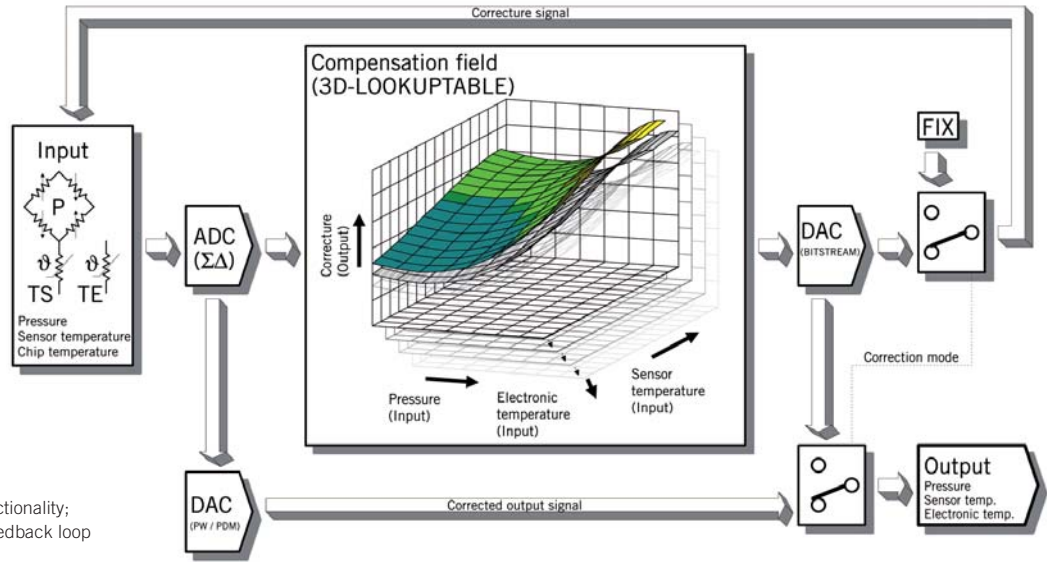 Correcture signal
Compensation field
(3D-LOOKUPTABLE)
Input
P
ϑ
ϑ
TS
TE
Pressure
Sensor temperature
Chip temperature
ADC
(ΣΔ)
Correcture
(Output)
Pressure
(Input)
Electronic
temperature
(Input)
Sensor
temperature
(Input)
DAC
(BITSTREAM)
FIX
Correction mode
DAC
(PW / PDM)
Corrected output signal
Output
Pressure
Sensor temp.
Electronic temp.
ctionality;
edback loop